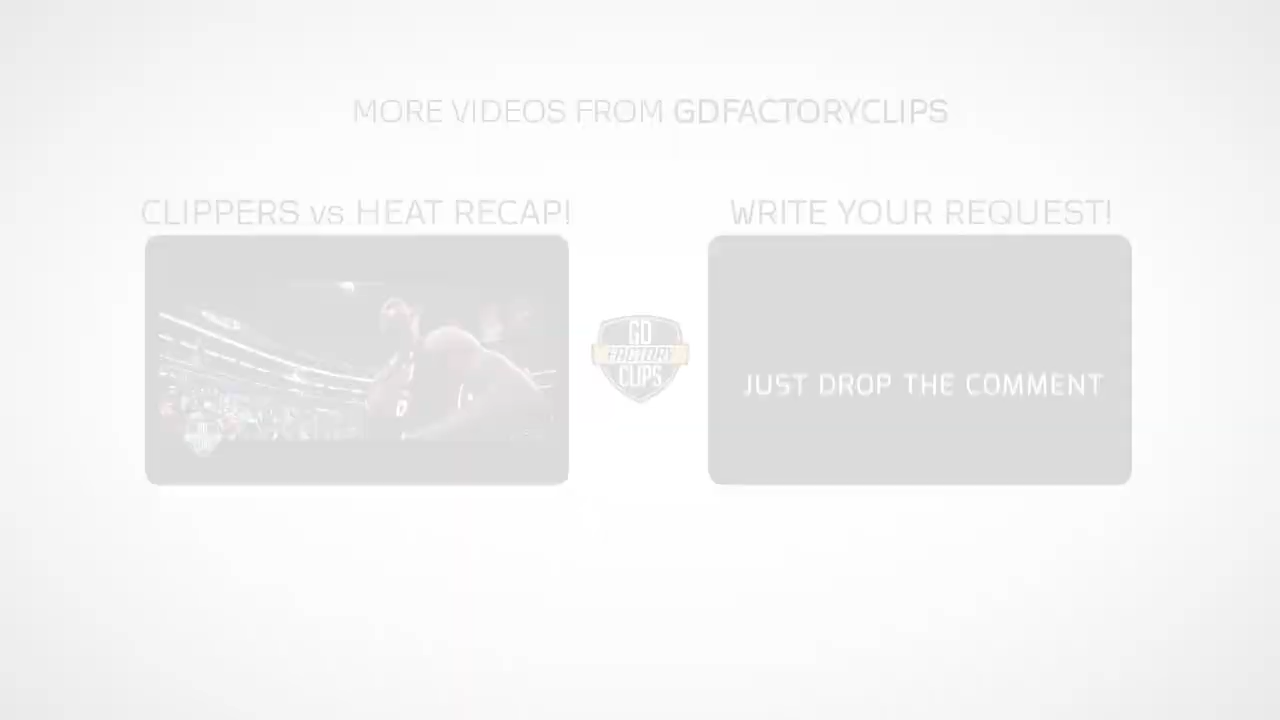 MORE VIDEOS FROM GDFACTORYCLIPS
CLIPPERS vs HEAT RECAP!
WRITE YOUR REQUEST!
GD
FACTORY
CLIPS
JUST DROP THE COMMENT